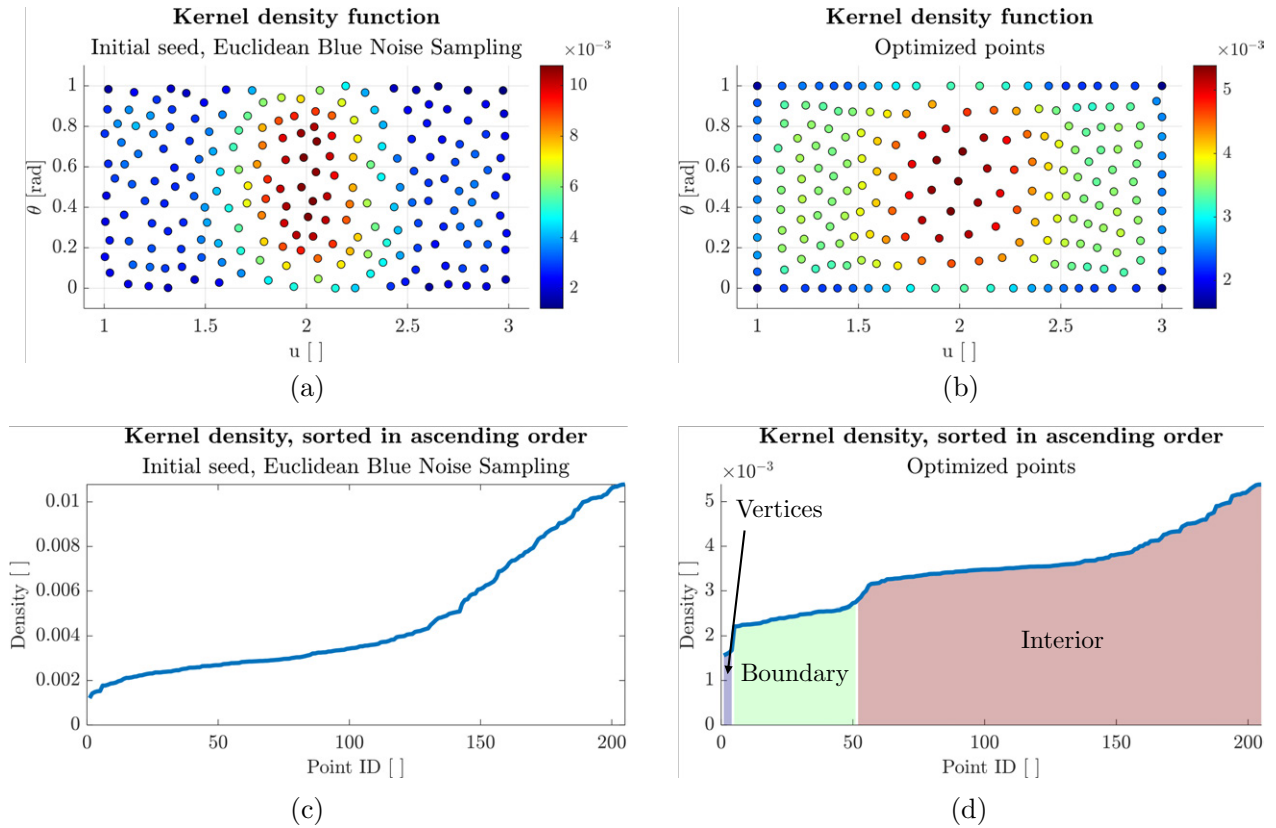 Kernel density function
Initial seed, Euclidean Blue Noise Sampling
×10⁻³
1
0.8
0.6
0.4
0.2
0
θ [rad]
1
1.5
2
2.5
3
u [ ]
10
8
6
4
2
(a)
Kernel density function
Optimized points
×10⁻³
1
0.8
0.6
0.4
0.2
0
θ [rad]
1
1.5
2
2.5
3
u [ ]
5
4
3
2
(b)
Kernel density, sorted in ascending order
Initial seed, Euclidean Blue Noise Sampling
0.01
0.008
0.006
0.004
0.002
0
Density [ ]
0
50
100
150
200
Point ID [ ]
(c)
Kernel density, sorted in ascending order
×10⁻³
Optimized points
5
4
3
2
1
0
Density [ ]
Vertices
Boundary
Interior
0
50
100
150
200
Point ID [ ]
(d)